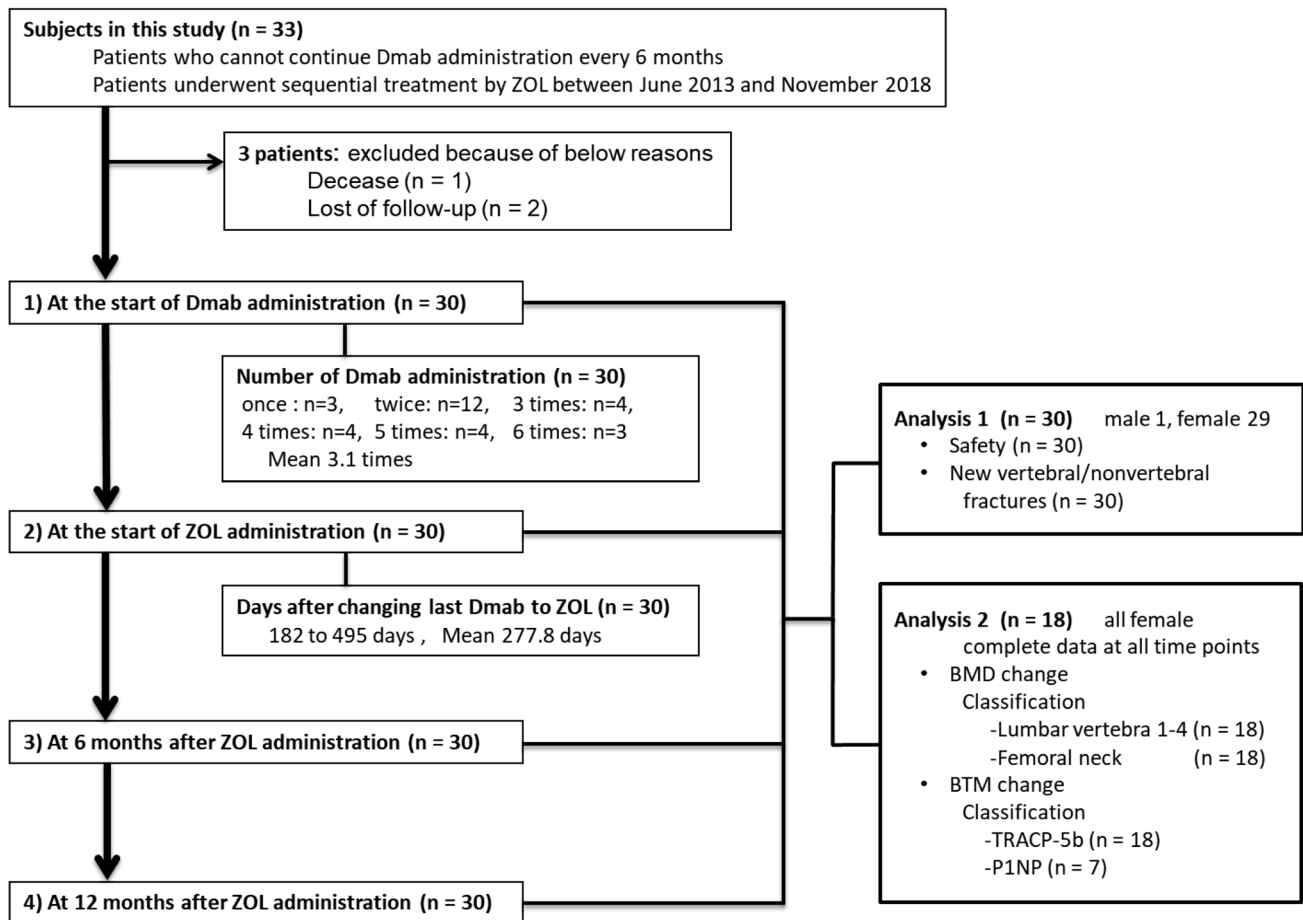 Subjects in this study (n = 33)
Patients who cannot continue Dmab administration every 6 months
Patients underwent sequential treatment by ZOL between June 2013 and November 2018
3 patients: excluded because of below reasons
Decease (n = 1)
Lost of follow-up (n = 2)
1) At the start of Dmab administration (n = 30)
Number of Dmab administration (n = 30)
once : n=3, twice: n=12, 3 times: n=4,
4 times: n=4, 5 times: n=4, 6 times: n=3
Mean 3.1 times
2) At the start of ZOL administration (n = 30)
Days after changing last Dmab to ZOL (n = 30)
182 to 495 days , Mean 277.8 days
3) At 6 months after ZOL administration (n = 30)
4) At 12 months after ZOL administration (n = 30)
Analysis 1 (n = 30) male 1, female 29
• Safety (n = 30)
• New vertebral/nonvertebral
fractures (n = 30)
Analysis 2 (n = 18) all female
complete data at all time points
• BMD change
Classification
-Lumbar vertebra 1-4 (n = 18)
-Femoral neck (n = 18)
• BTM change
Classification
-TRACP-5b (n = 18)
-P1NP (n = 7)